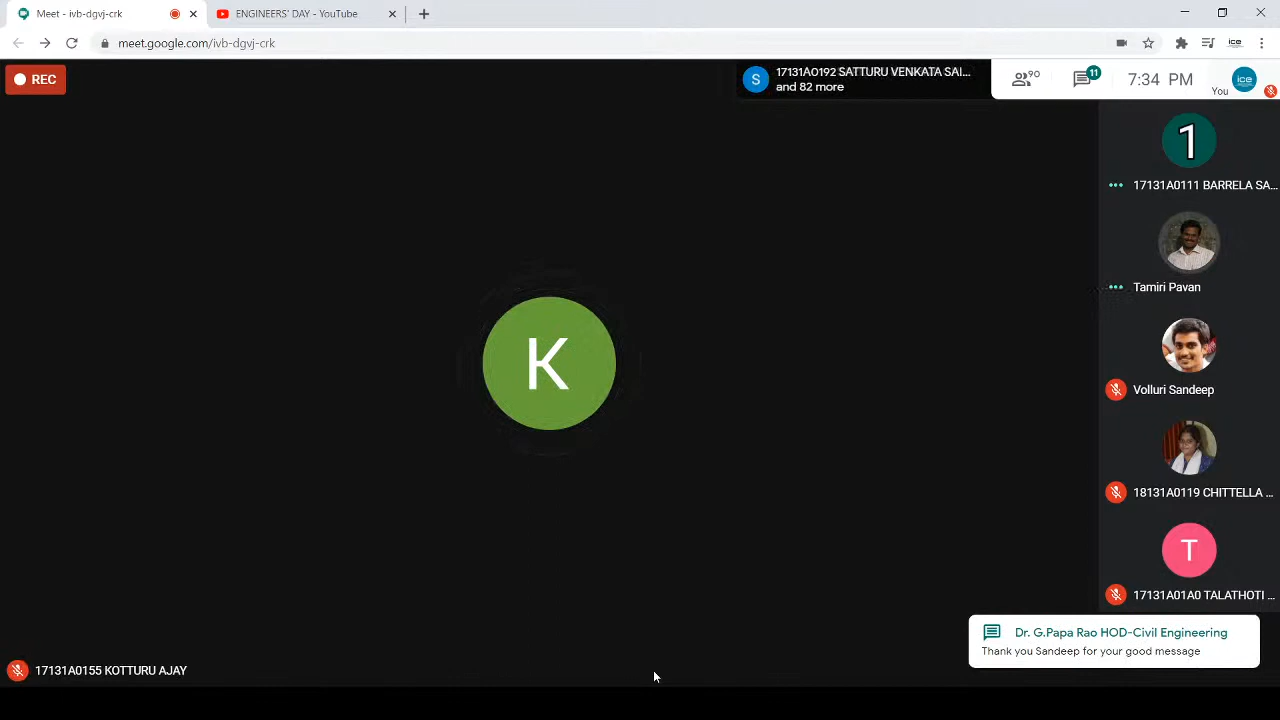 Meet - ivb-dgvj-crk
ENGINEERS' DAY - YouTube
meet.google.com/ivb-dgvj-crk
ice
REC
S
17131A0192 SATTURU VENKATA SAI...
and 82 more
90
11
7:34 PM
You
ice
1
17131A0111 BARRELA SA...
Tamiri Pavan
K
Volluri Sandeep
18131A0119 CHITTELLA ...
T
17131A01A0 TALATHOTI ...
Dr. G.Papa Rao HOD-Civil Engineering
Thank you Sandeep for your good message
17131A0155 KOTTURU AJAY